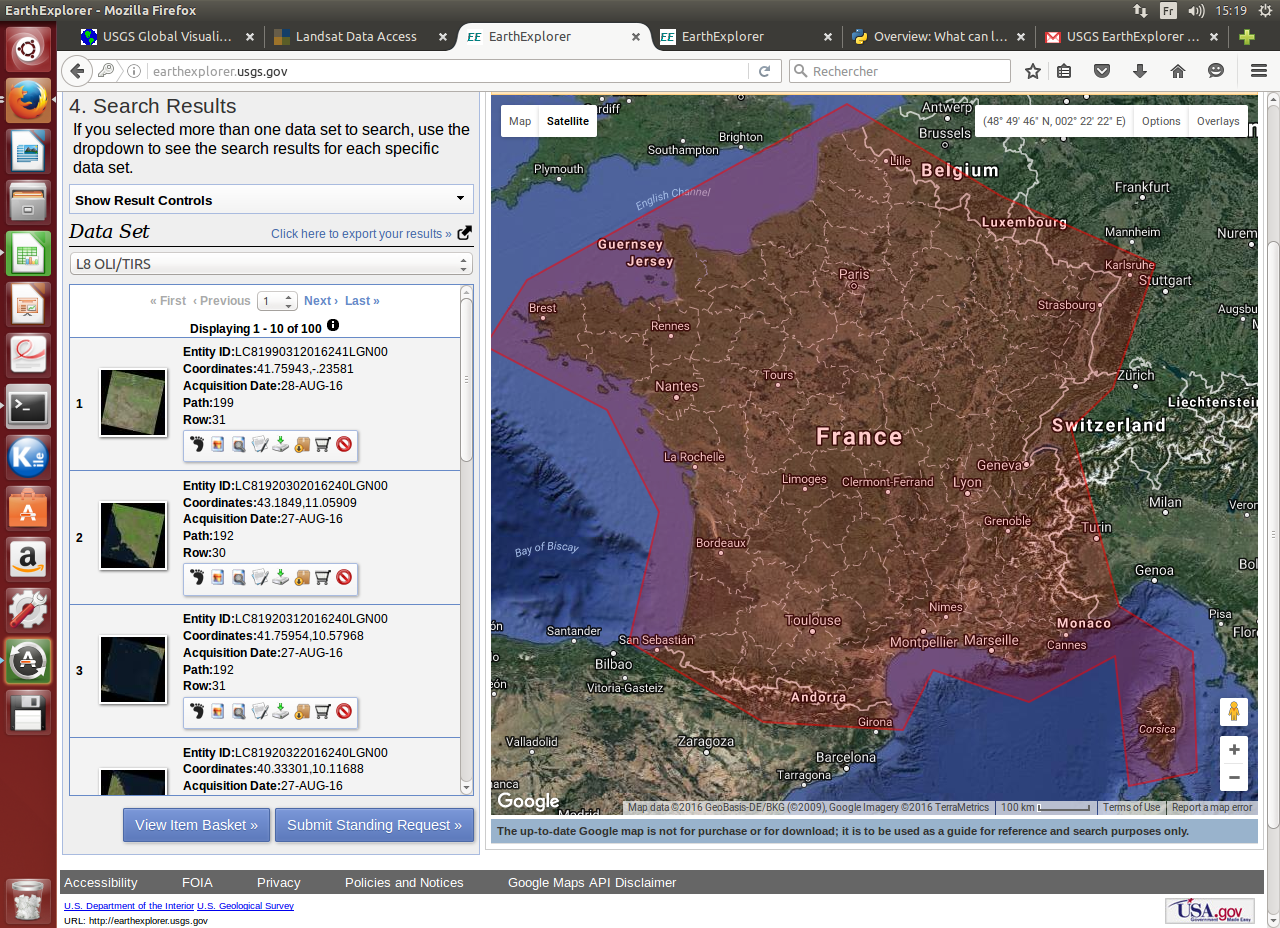 EarthExplorer - Mozilla Firefox
Fr
15:19
USGS Global Visuali...
Landsat Data Access
EE EarthExplorer
EE EarthExplorer
Overview: What can I...
USGS EarthExplorer ...
earthexplorer.usgs.gov
Rechercher
4. Search Results
If you selected more than one data set to search, use the
dropdown to see the search results for each specific
data set.
Show Result Controls
Data Set
Click here to export your results »
L8 OLI/TIRS
« First ‹ Previous 1 Next › Last »
Displaying 1 - 10 of 100
1
Entity ID:LC81990312016241LGN00
Coordinates:41.75943,-.23581
Acquisition Date:28-AUG-16
Path:199
Row:31
2
Entity ID:LC81920302016240LGN00
Coordinates:43.1849,11.05909
Acquisition Date:27-AUG-16
Path:192
Row:30
3
Entity ID:LC81920312016240LGN00
Coordinates:41.75954,10.57968
Acquisition Date:27-AUG-16
Path:192
Row:31
Entity ID:LC81920322016240LGN00
Coordinates:40.33301,10.11688
Acquisition Date:27-AUG-16
View Item Basket »
Submit Standing Request »
Map
Satellite
(48° 49' 46" N, 002° 22' 22" E)
Options
Overlays
rdiff
Antwerp
Brighton
Southampton
Brussels
Plymouth
Lille
Belgium
English Channel
Frankfurt
Luxembourg
Mannheim
Nurem
Guernsey
Jersey
Paris
Karlsruhe
Stuttgart
Brest
Strasbourg
Augsbu
Rennes
Tours
Nantes
Zürich
Liechtenstein
France
Switzerland
La Rochelle
Geneva
Limoges
Clermont-Ferrand
Lyon
Milan
Veron
Grenoble
Turin
Bordeaux
Bay of Biscay
Genoa
Bol
Nimes
Pisa
Toulouse
Monaco
Santander
San Sebastián
Montpellier
Marseille
Cannes
Flore
Bilbao
Vitoria-Gasteiz
Andorra
Girona
Corsica
Valladolid
Zaragoza
Barcelona
Tarragona
anca
Madrid
Google
Map data ©2016 GeoBasis-DE/BKG (©2009), Google Imagery ©2016 TerraMetrics
100 km
Terms of Use
Report a map error
The up-to-date Google map is not for purchase or for download; it is to be used as a guide for reference and search purposes only.
Accessibility
FOIA
Privacy
Policies and Notices
Google Maps API Disclaimer
U.S. Department of the Interior U.S. Geological Survey
URL: http://earthexplorer.usgs.gov
USA.gov
Government Made Easy